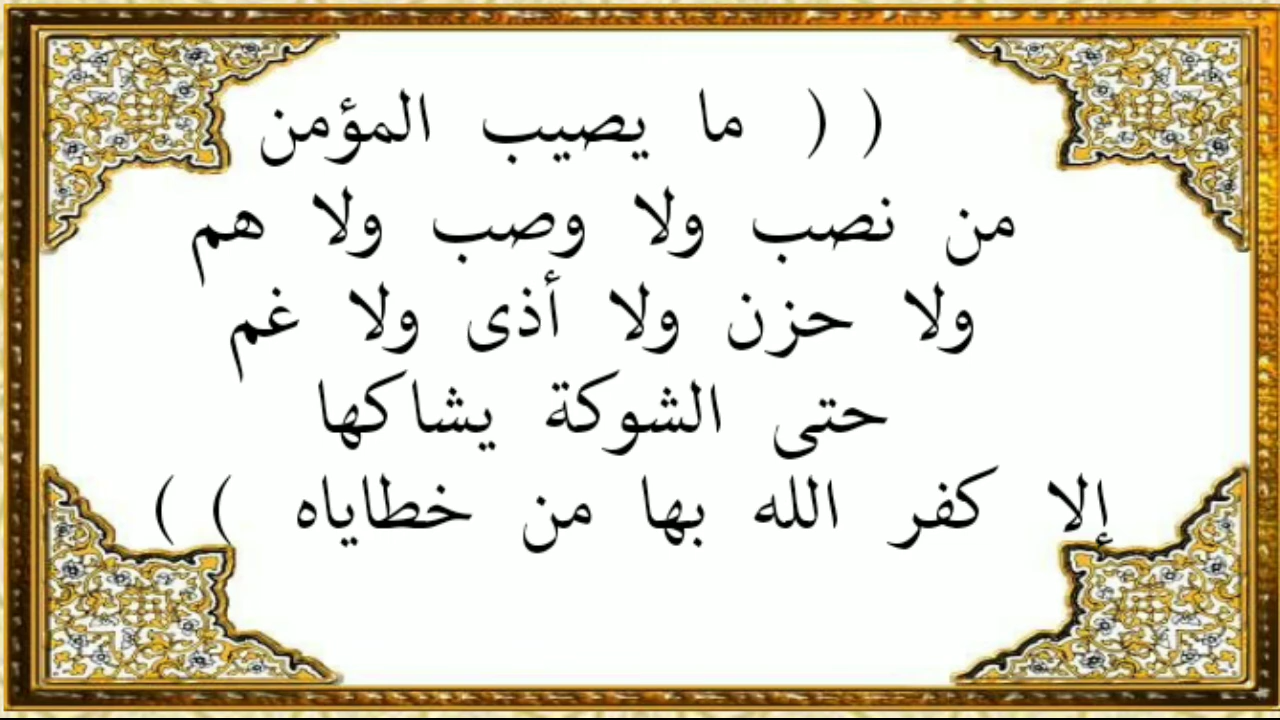 ( ( ما يصيب المؤمن
من نصب ولا وصب ولا هم
ولا حزن ولا أذى ولا غم
حتى الشوكة يشاكها
إلا كفر الله بها من خطاياه ) )